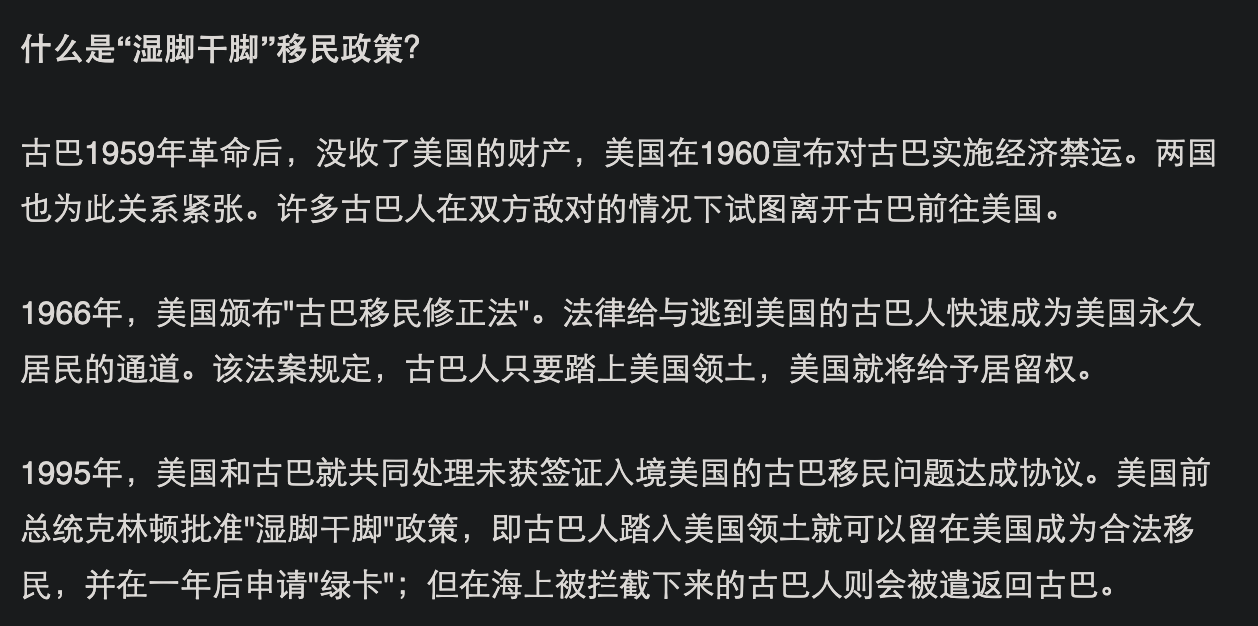 什么是“湿脚干脚”移民政策？
古巴1959年革命后，没收了美国的财产，美国在1960宣布对古巴实施经济禁运。两国
也为此关系紧张。许多古巴人在双方敌对的情况下试图离开古巴前往美国。
1966年，美国颁布"古巴移民修正法"。法律给与逃到美国的古巴人快速成为美国永久
居民的通道。该法案规定，古巴人只要踏上美国领土，美国就将给予居留权。
1995年，美国和古巴就共同处理未获签证入境美国的古巴移民问题达成协议。美国前
总统克林顿批准"湿脚干脚"政策，即古巴人踏入美国领土就可以留在美国成为合法移
民，并在一年后申请"绿卡"；但在海上被拦截下来的古巴人则会被遣返回古巴。